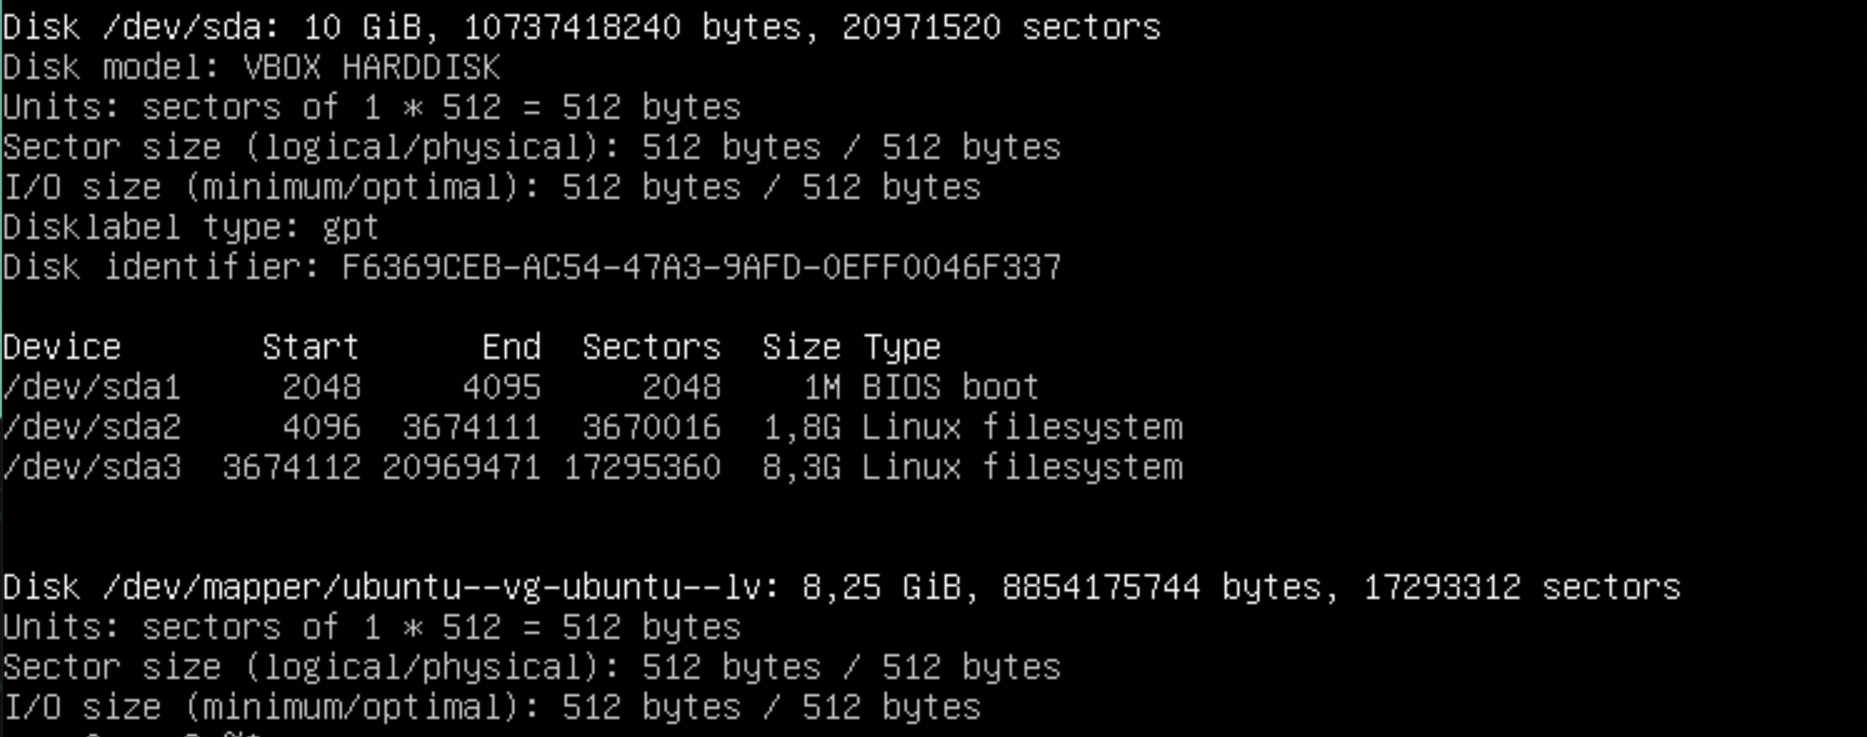 Disk /dev/sda: 10 GiB, 10737418240 bytes, 20971520 sectors
Disk model: VBOX HARDDISK
Units: sectors of 1 * 512 = 512 bytes
Sector size (logical/physical): 512 bytes / 512 bytes
I/O size (minimum/optimal): 512 bytes / 512 bytes
Disklabel type: gpt
Disk identifier: F6369CEB-AC54-47A3-9AFD-0EFF0046F337
Device       Start      End  Sectors  Size Type
/dev/sda1     2048     4095     2048    1M BIOS boot
/dev/sda2     4096  3674111  3670016  1,8G Linux filesystem
/dev/sda3  3674112 20969471 17295360  8,3G Linux filesystem
Disk /dev/mapper/ubuntu--vg-ubuntu--lv: 8,25 GiB, 8854175744 bytes, 17293312 sectors
Units: sectors of 1 * 512 = 512 bytes
Sector size (logical/physical): 512 bytes / 512 bytes
I/O size (minimum/optimal): 512 bytes / 512 bytes